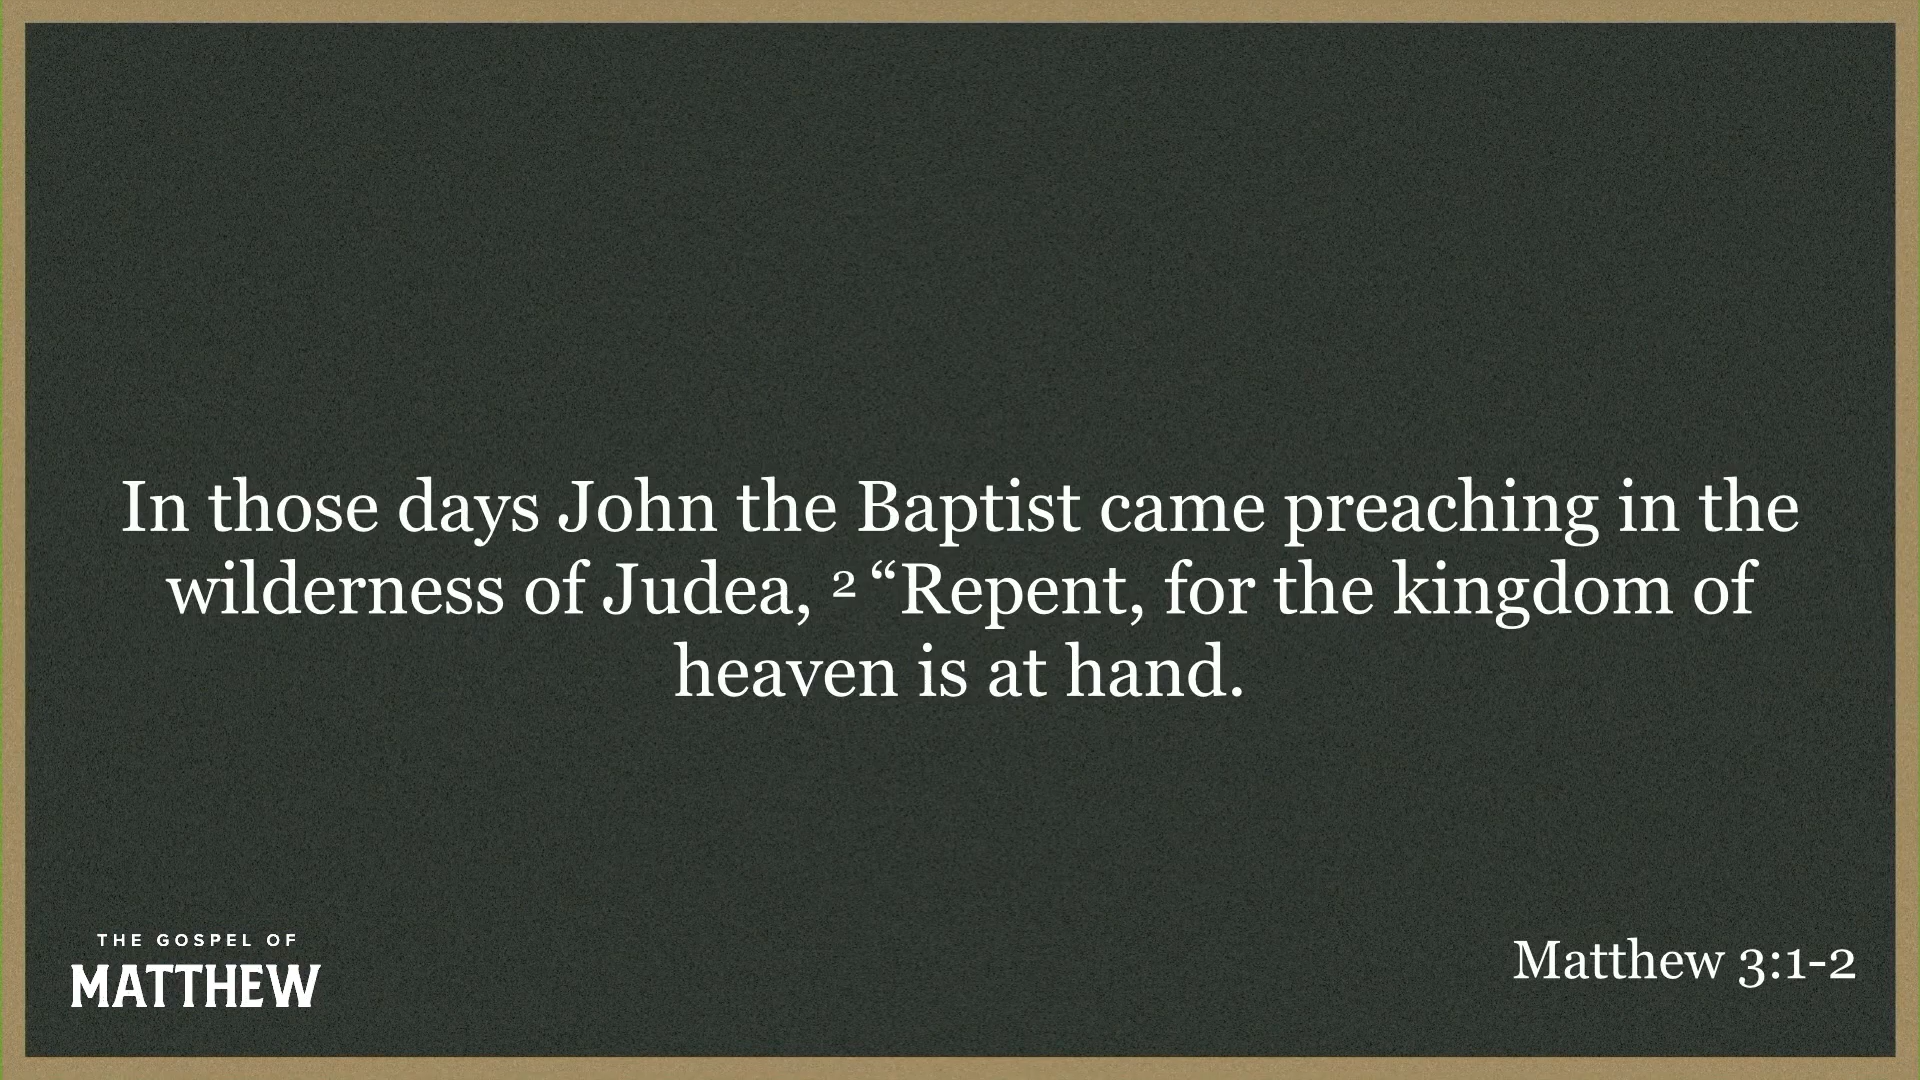 In those days John the Baptist came preaching in the
wilderness of Judea, ² “Repent, for the kingdom of
heaven is at hand.
THE GOSPEL OF
MATTHEW
Matthew 3:1-2